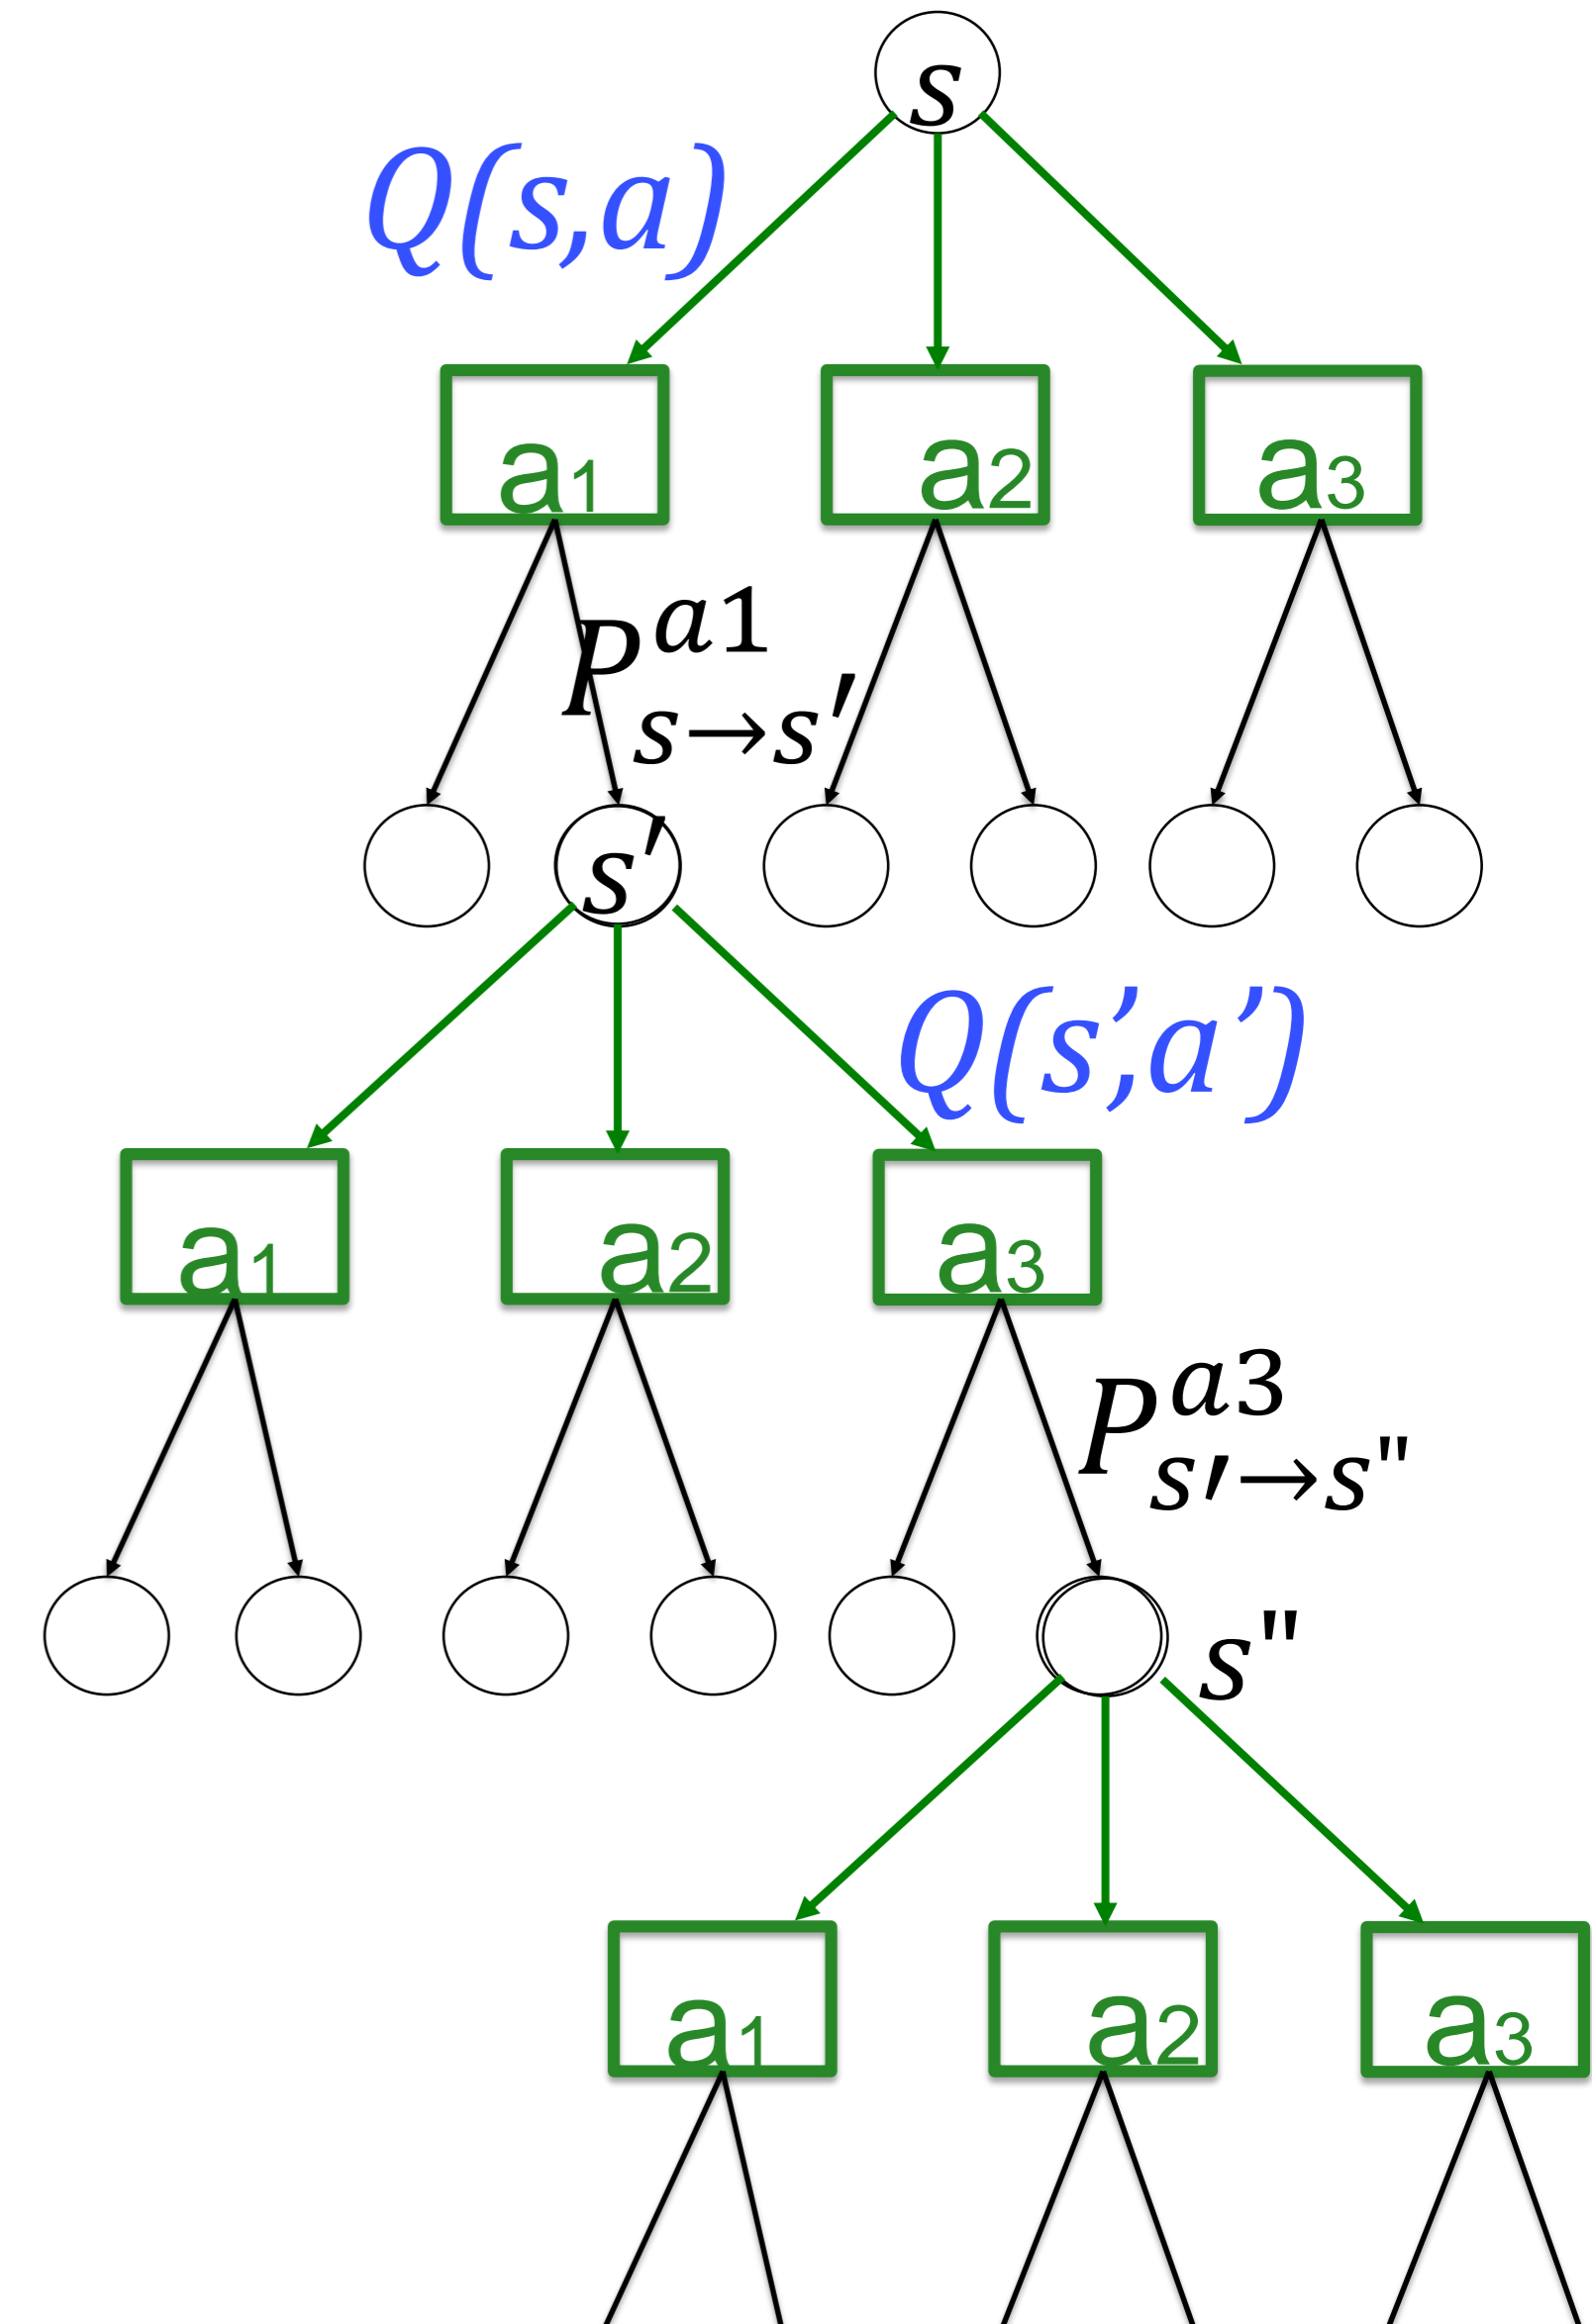 s
Q(s,a)
a1
a2
a3
P^{a1}_{s→s'}
s'
Q(s',a')
a1
a2
a3
P^{a3}_{s'→s"}
s"
a1
a2
a3